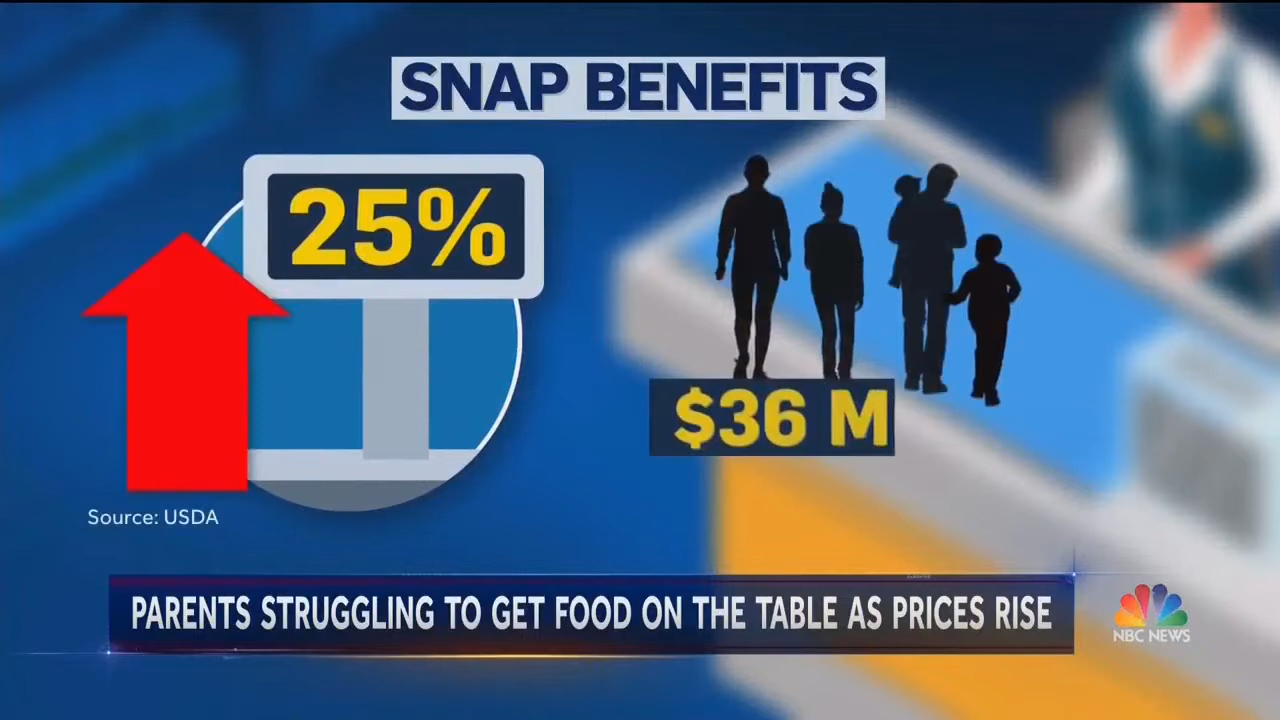 SNAP BENEFITS
25%
$36 M
Source: USDA
PARENTS STRUGGLING TO GET FOOD ON THE TABLE AS PRICES RISE
NBC NEWS